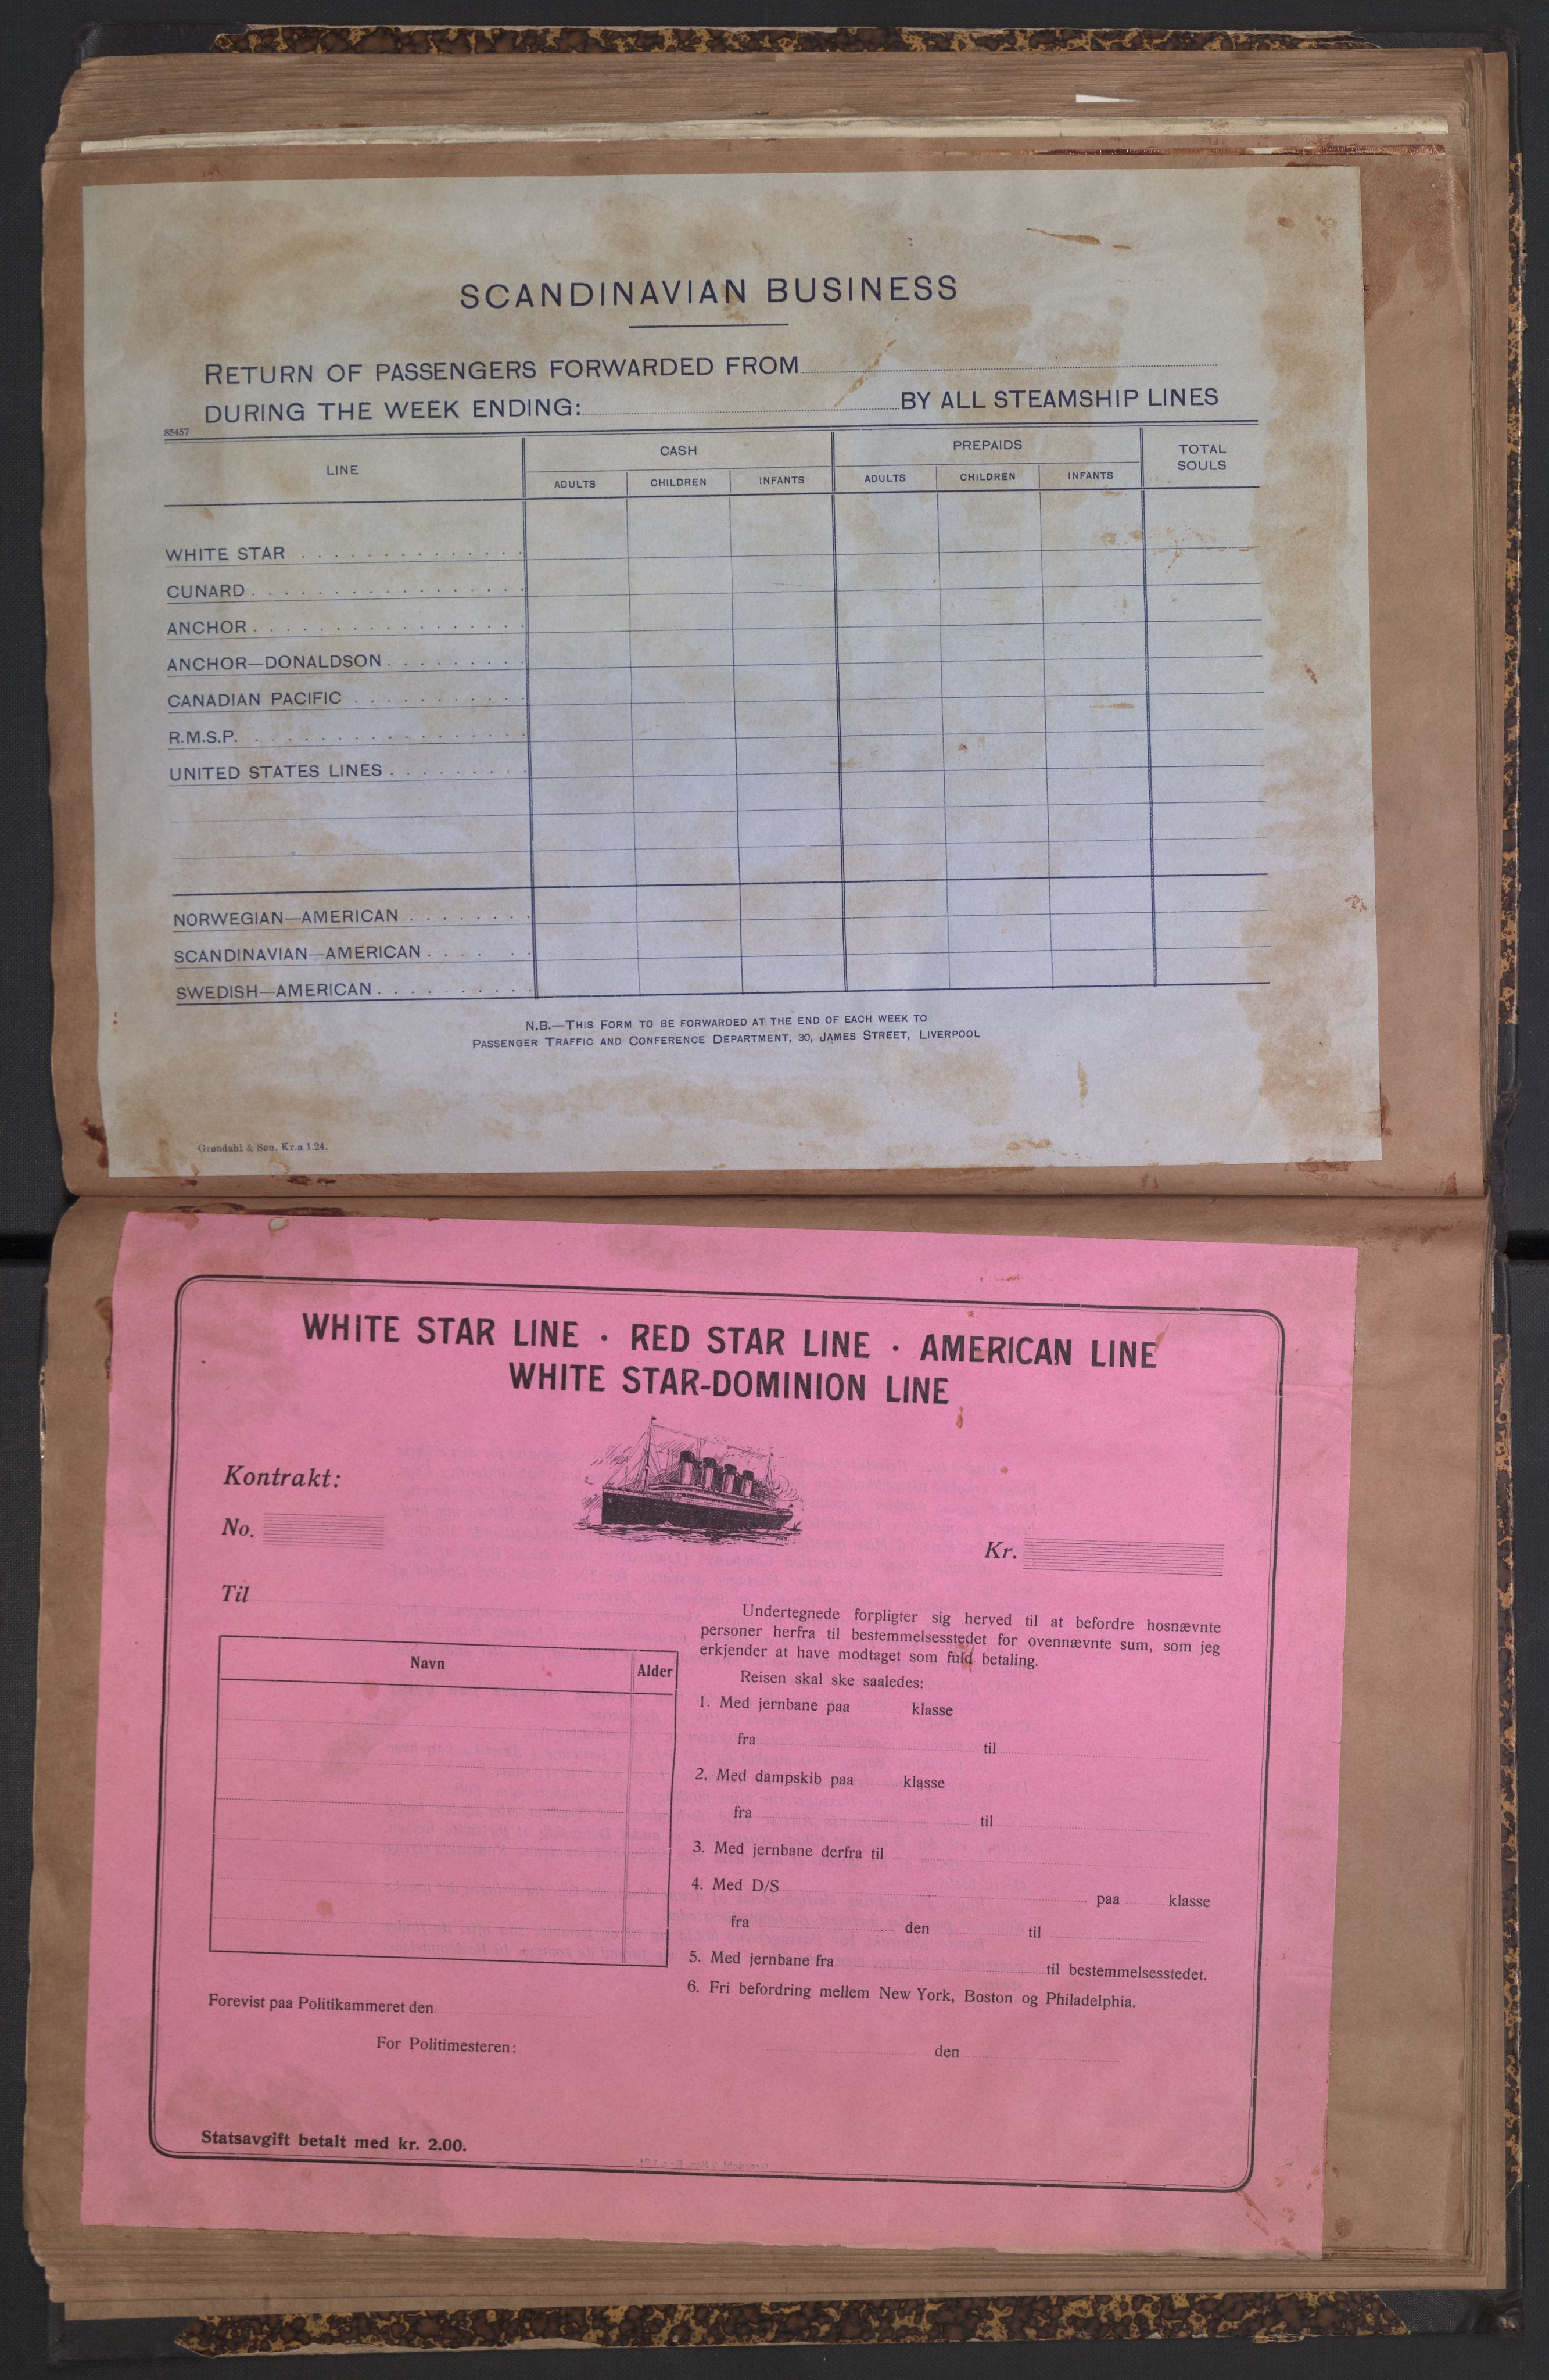 SCANDINAVIAN BUSINESS
RETURN OF PASSENGERS FORWARDED FROM
DURING THE WEEK ENDING: BY ALL STEAMSHIP LINES
85457
LINE CASH PREPAIDS TOTAL SOULS
ADULTS CHILDREN INFANTS ADULTS CHILDREN INFANTS
WHITE STAR
CUNARD
ANCHOR
ANCHOR—DONALDSON
CANADIAN PACIFIC
R.M.S.P.
UNITED STATES LINES
NORWEGIAN—AMERICAN
SCANDINAVIAN—AMERICAN
SWEDISH—AMERICAN
N.B.—THIS FORM TO BE FORWARDED AT THE END OF EACH WEEK TO
PASSENGER TRAFFIC AND CONFERENCE DEPARTMENT, 30, JAMES STREET, LIVERPOOL
Grøndahl & Søn. Kr.a 1.24.
WHITE STAR LINE · RED STAR LINE · AMERICAN LINE
WHITE STAR-DOMINION LINE
Kontrakt:
No.
Kr.
Til
Navn Alder
Undertegnede forpligter sig herved til at befordre hosnævnte
personer herfra til bestemmelsesstedet for ovennævnte sum, som jeg
erkjender at have modtaget som fuld betaling.
Reisen skal ske saaledes:
1. Med jernbane paa klasse
fra til
2. Med dampskib paa klasse
fra til
3. Med jernbane derfra til
4. Med D/S paa klasse
fra den til
5. Med jernbane fra til bestemmelsesstedet.
6. Fri befordring mellem New York, Boston og Philadelphia.
Forevist paa Politikammeret den
For Politimesteren:
den
Statsavgift betalt med kr. 2.00.